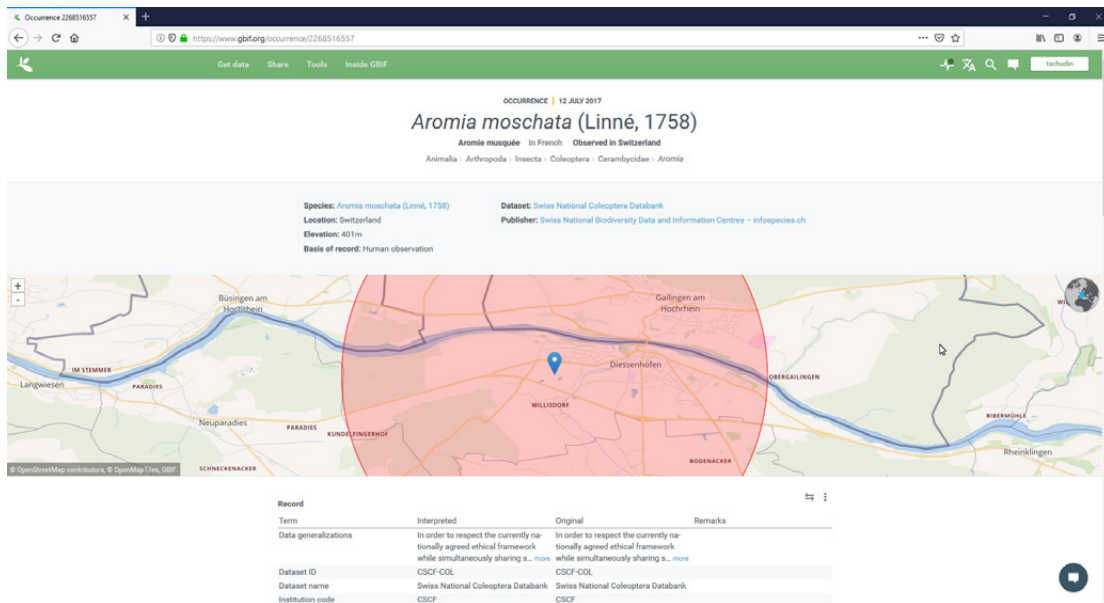 Occurrence 2268516557
https://www.gbif.org/occurrence/2268516557
Get data Share Tools Inside GBIF
tschudin
OCCURRENCE | 12 JULY 2017
Aromia moschata (Linné, 1758)
Aromie musquée In French Observed in Switzerland
Animalia › Arthropoda › Insecta › Coleoptera › Cerambycidae › Aromia
Species: Aromia moschata (Linné, 1758)
Location: Switzerland
Elevation: 401m
Basis of record: Human observation
Dataset: Swiss National Coleoptera Databank
Publisher: Swiss National Biodiversity Data and Information Centres – infospecies.ch
+
-
Büsingen am
Hochrhein
Gailingen am
Hochrhein
IM STEMMER
Langwiesen
PARADIES
Diessenhofen
OBERGAILINGEN
WILLISDORF
Neuparadies
PARADIES
KUNDELFINGERHOF
BIBERMÜHLE
Rheinklingen
BODENACKER
SCHNECKENACKER
© OpenStreetMap contributors, © OpenMapTiles, GBIF.
Record
Term Interpreted Original Remarks
Data generalizations In order to respect the currently na- In order to respect the currently na-
tionally agreed ethical framework tionally agreed ethical framework
while simultaneously sharing s... more while simultaneously sharing s... more
Dataset ID CSCF-COL CSCF-COL
Dataset name Swiss National Coleoptera Databank Swiss National Coleoptera Databank
Institution code CSCF CSCF